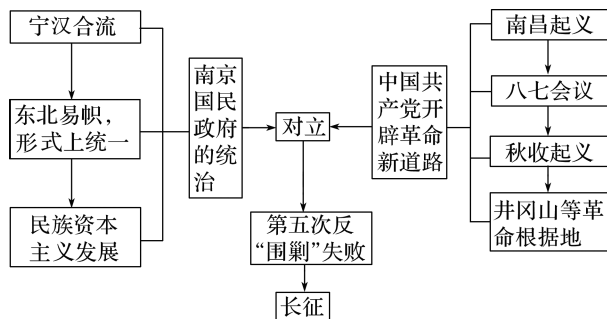 宁汉合流
东北易帜，
形式上统一
民族资本
主义发展
南京
国民
政府
的统
治
对立
第五次反
“围剿”失败
长征
中国共
产党开
辟革命
新道路
南昌起义
八七会议
秋收起义
井冈山等革
命根据地